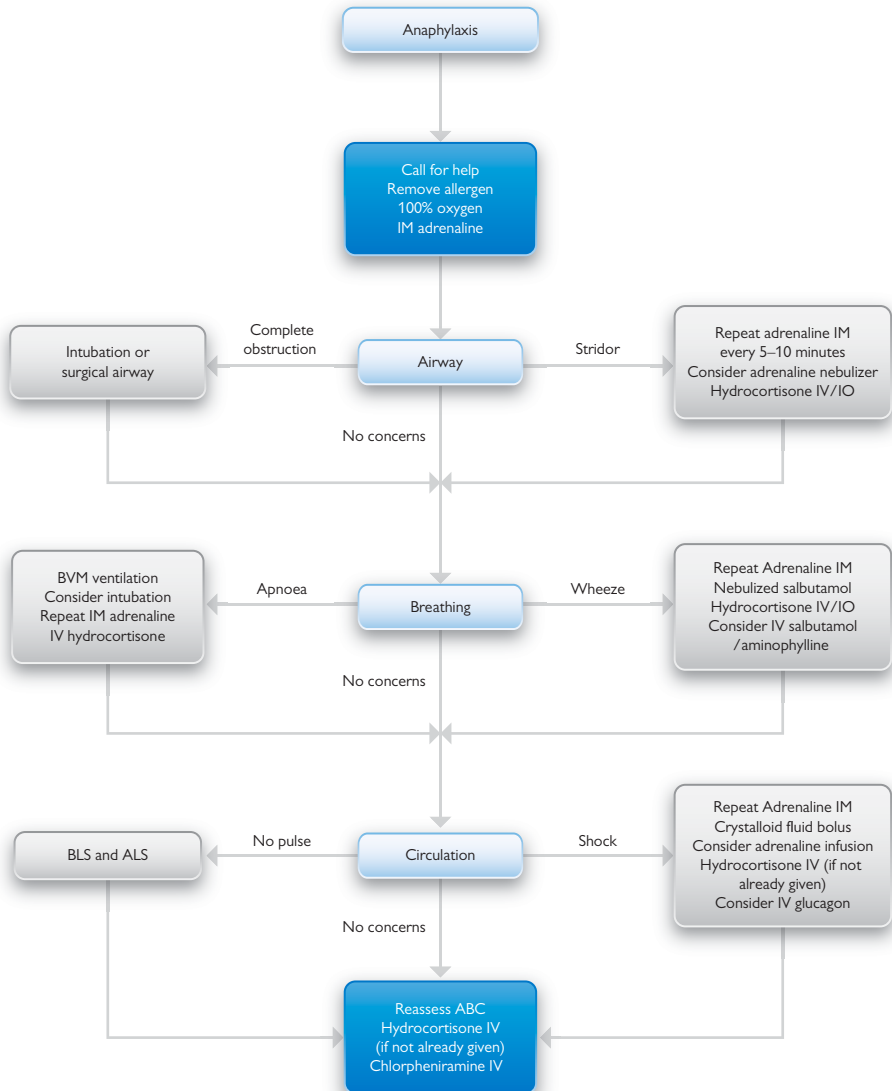 Anaphylaxis
Call for help
Remove allergen
100% oxygen
IM adrenaline
Complete
obstruction
Intubation or
surgical airway
Airway
Stridor
Repeat adrenaline IM
every 5–10 minutes
Consider adrenaline nebulizer
Hydrocortisone IV/IO
No concerns
BVM ventilation
Consider intubation
Repeat IM adrenaline
IV hydrocortisone
Apnoea
Breathing
Wheeze
Repeat Adrenaline IM
Nebulized salbutamol
Hydrocortisone IV/IO
Consider IV salbutamol
/aminophylline
No concerns
BLS and ALS
No pulse
Circulation
Shock
Repeat Adrenaline IM
Crystalloid fluid bolus
Consider adrenaline infusion
Hydrocortisone IV (if not
already given)
Consider IV glucagon
No concerns
Reassess ABC
Hydrocortisone IV
(if not already given)
Chlorpheniramine IV